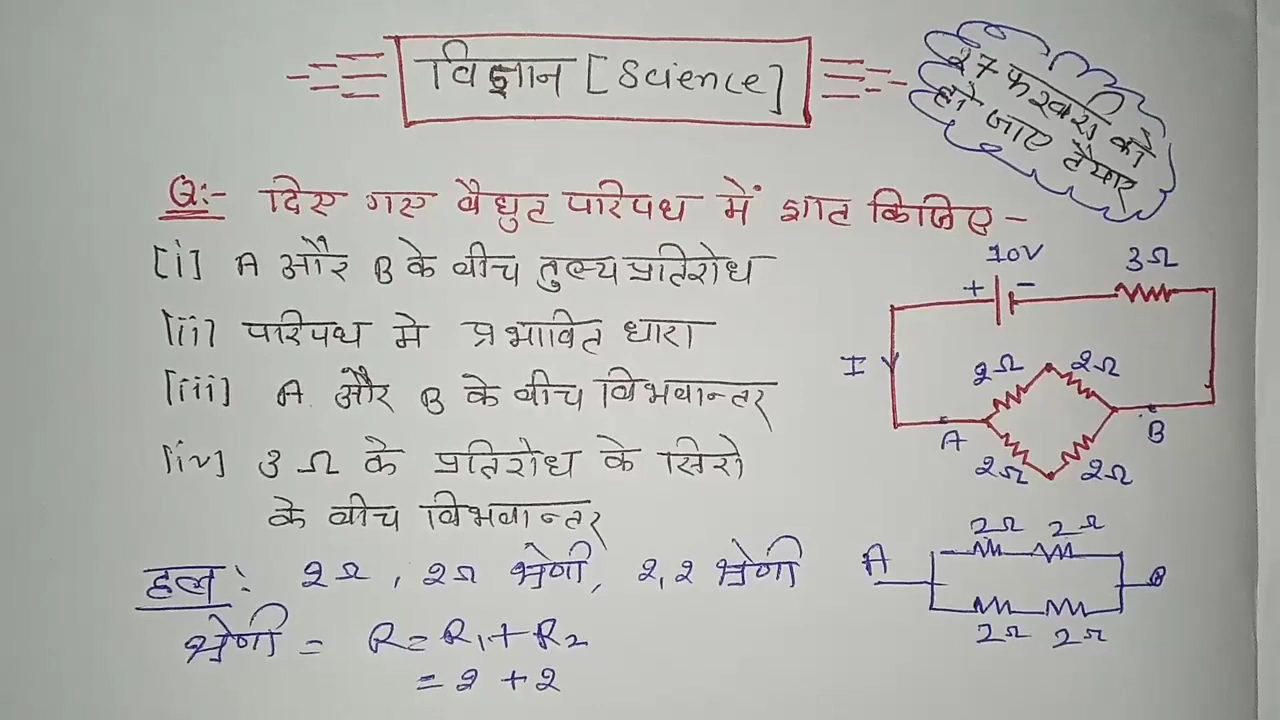 विज्ञान [Science]
27 फरवरी को
हो जाए तैयार
Q:- दिए गए वैधुत परिपथ में ज्ञात किजिए -
[i] A और B के बीच तुल्य प्रतिरोध
[ii] परिपथ मे प्रभावित धारा
[iii] A और B के बीच विभवान्तर
[iv] 3 Ω के प्रतिरोध के सिरो
के बीच विभवान्तर
10V
3Ω
+ -
I
2Ω 2Ω
A B
2Ω 2Ω
हल: 2Ω, 2Ω श्रेणी, 2,2 श्रेणी
श्रेणी = R = R₁ + R₂
= 2 + 2
2Ω 2Ω
A B
2Ω 2Ω